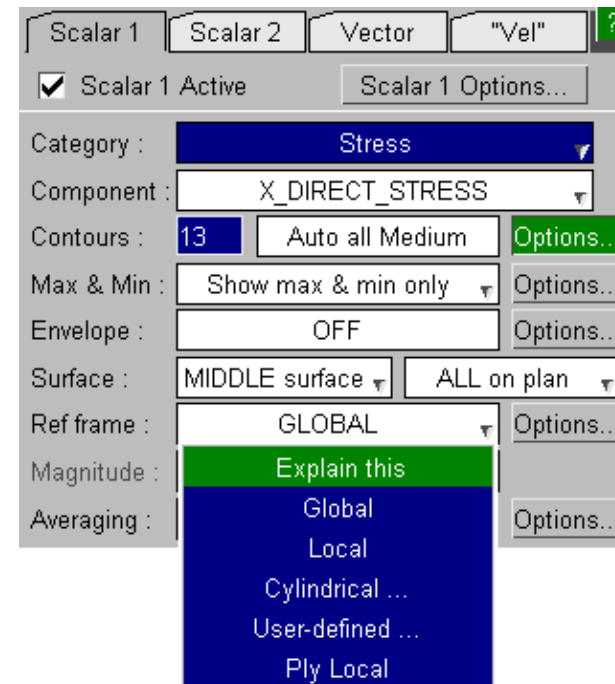 Scalar 1 Scalar 2 Vector "Vel" ?
Scalar 1 Active Scalar 1 Options...
Category : Stress
Component : X_DIRECT_STRESS
Contours : 13 Auto all Medium Options..
Max & Min : Show max & min only Options..
Envelope : OFF Options..
Surface : MIDDLE surface ALL on plan
Ref frame : GLOBAL Options..
Magnitude : Explain this
Averaging : Global Options..
Local
Cylindrical ...
User-defined ...
Ply Local